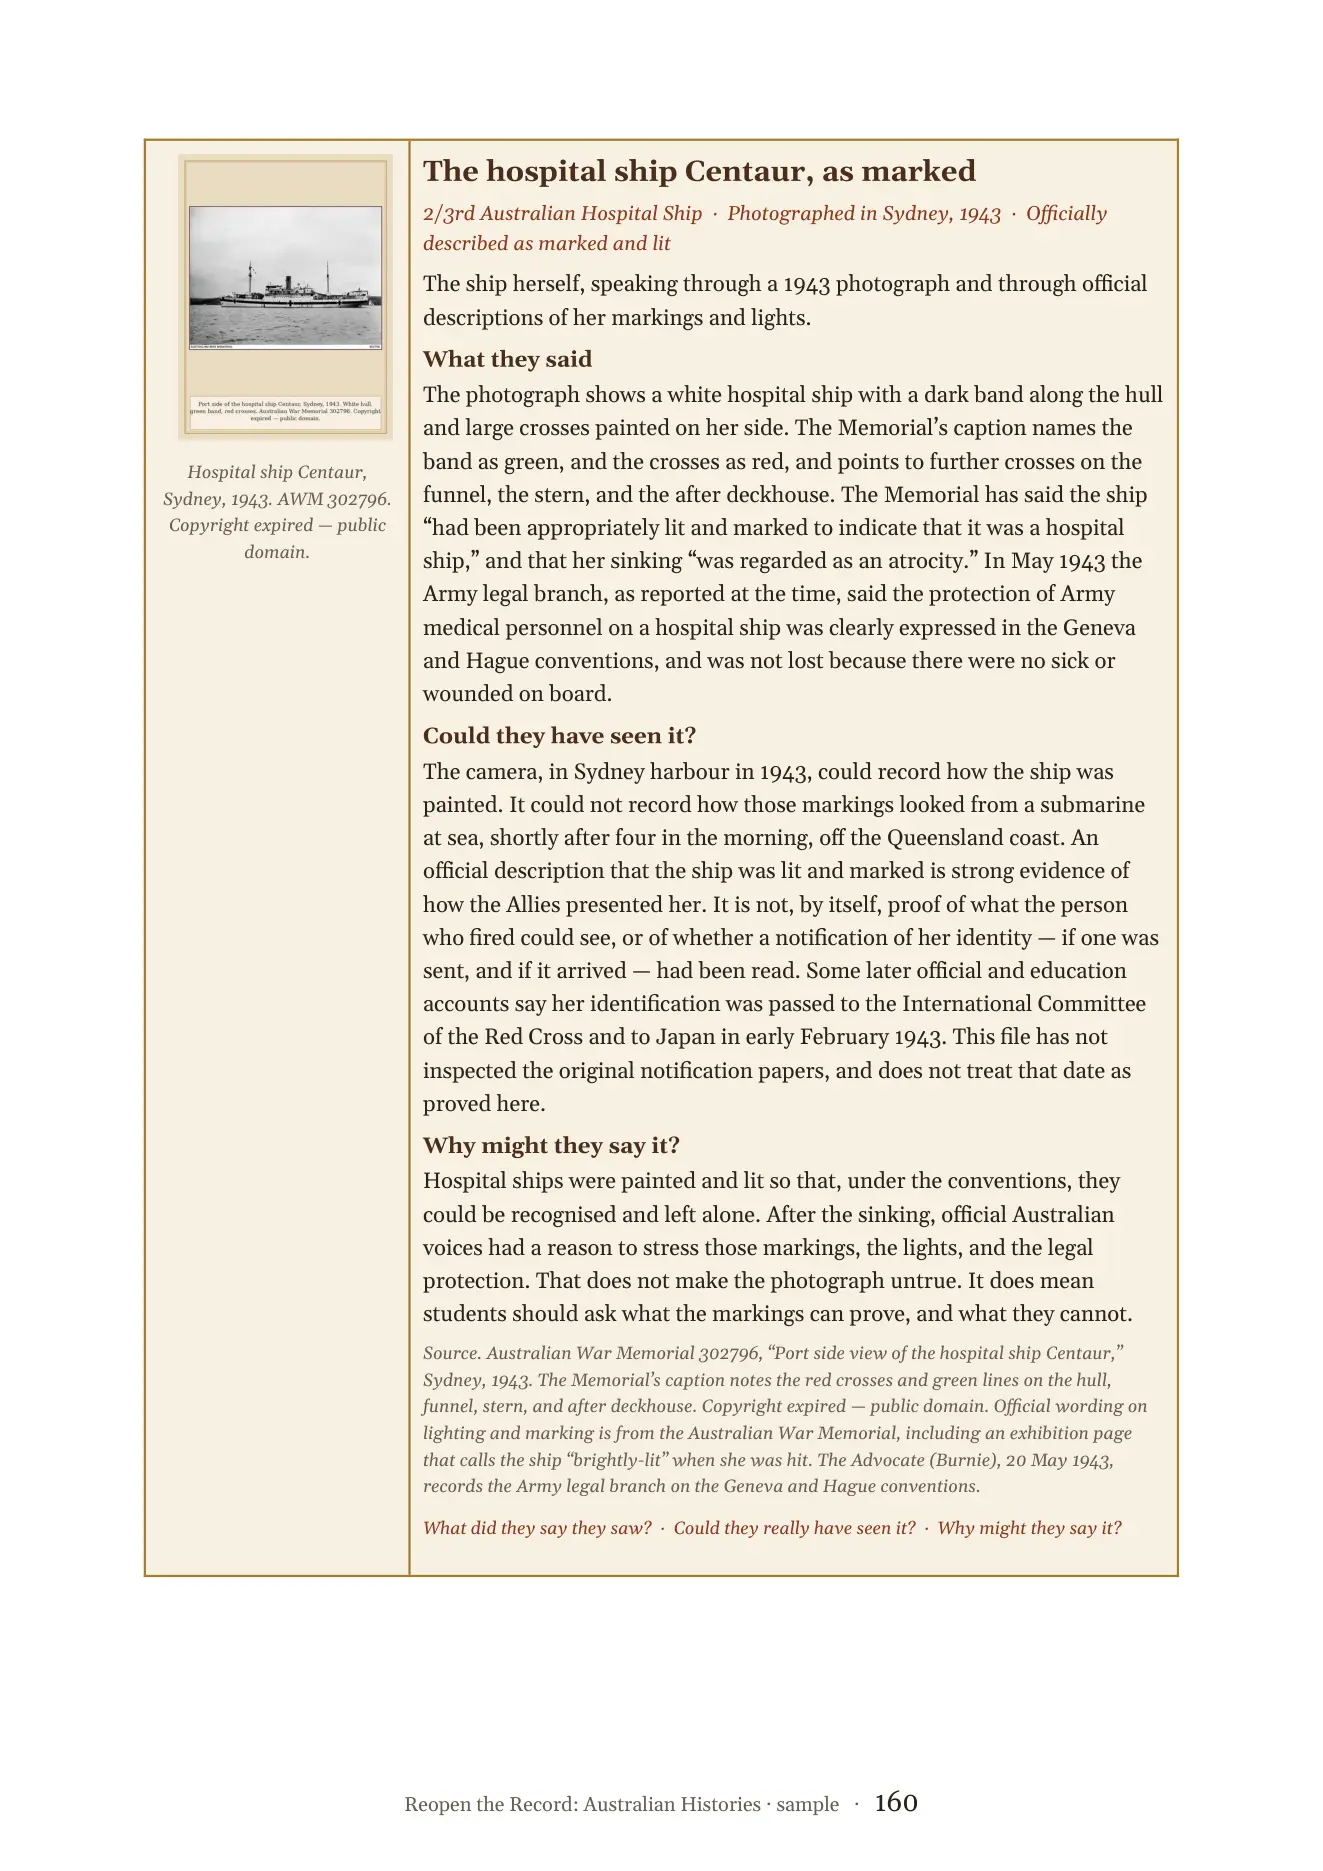 Port side of the hospital ship Centaur, Sydney, 1943. White hull,
green band, red crosses. Australian War Memorial 302796. Copyright
expired — public domain.
Hospital ship Centaur,
Sydney, 1943. AWM 302796.
Copyright expired — public
domain.
The hospital ship Centaur, as marked
2/3rd Australian Hospital Ship · Photographed in Sydney, 1943 · Officially
described as marked and lit
The ship herself, speaking through a 1943 photograph and through official
descriptions of her markings and lights.
What they said
The photograph shows a white hospital ship with a dark band along the hull
and large crosses painted on her side. The Memorial’s caption names the
band as green, and the crosses as red, and points to further crosses on the
funnel, the stern, and the after deckhouse. The Memorial has said the ship
“had been appropriately lit and marked to indicate that it was a hospital
ship,” and that her sinking “was regarded as an atrocity.” In May 1943 the
Army legal branch, as reported at the time, said the protection of Army
medical personnel on a hospital ship was clearly expressed in the Geneva
and Hague conventions, and was not lost because there were no sick or
wounded on board.
Could they have seen it?
The camera, in Sydney harbour in 1943, could record how the ship was
painted. It could not record how those markings looked from a submarine
at sea, shortly after four in the morning, off the Queensland coast. An
official description that the ship was lit and marked is strong evidence of
how the Allies presented her. It is not, by itself, proof of what the person
who fired could see, or of whether a notification of her identity — if one was
sent, and if it arrived — had been read. Some later official and education
accounts say her identification was passed to the International Committee
of the Red Cross and to Japan in early February 1943. This file has not
inspected the original notification papers, and does not treat that date as
proved here.
Why might they say it?
Hospital ships were painted and lit so that, under the conventions, they
could be recognised and left alone. After the sinking, official Australian
voices had a reason to stress those markings, the lights, and the legal
protection. That does not make the photograph untrue. It does mean
students should ask what the markings can prove, and what they cannot.
Source. Australian War Memorial 302796, “Port side view of the hospital ship Centaur,”
Sydney, 1943. The Memorial’s caption notes the red crosses and green lines on the hull,
funnel, stern, and after deckhouse. Copyright expired — public domain. Official wording on
lighting and marking is from the Australian War Memorial, including an exhibition page
that calls the ship “brightly-lit” when she was hit. The Advocate (Burnie), 20 May 1943,
records the Army legal branch on the Geneva and Hague conventions.
What did they say they saw? · Could they really have seen it? · Why might they say it?
Reopen the Record: Australian Histories · sample · 160